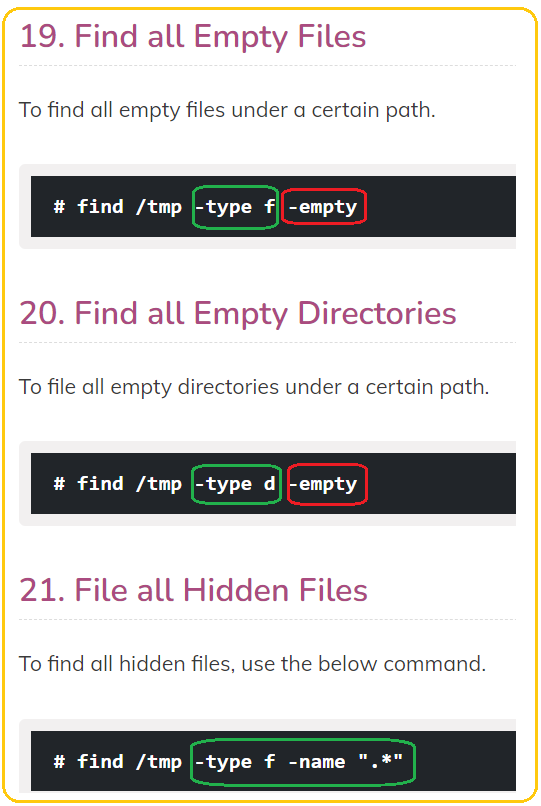 19. Find all Empty Files
To find all empty files under a certain path.
# find /tmp -type f -empty
20. Find all Empty Directories
To file all empty directories under a certain path.
# find /tmp -type d -empty
21. File all Hidden Files
To find all hidden files, use the below command.
# find /tmp -type f -name ".*"